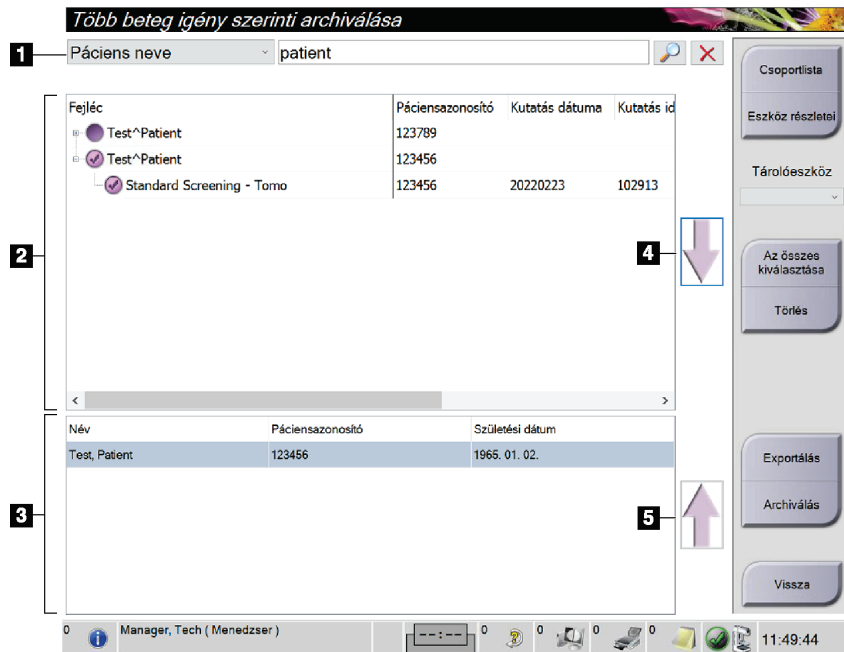 Több beteg igény szerinti archiválása
1
Páciens neve
patient
Csoportlista
Eszköz részletei
Tárolóeszköz
Az összes
kiválasztása
Törlés
Exportálás
Archiválás
Vissza
2
Fejléc Páciensazonosító Kutatás dátuma Kutatás id
Test^Patient 123789
Test^Patient 123456
Standard Screening - Tomo 123456 20220223 102913
4
3
Név Páciensazonosító Születési dátum
Test, Patient 123456 1965. 01. 02.
5
0 Manager, Tech ( Menedzser ) --:-- 0 0 0 0 11:49:44